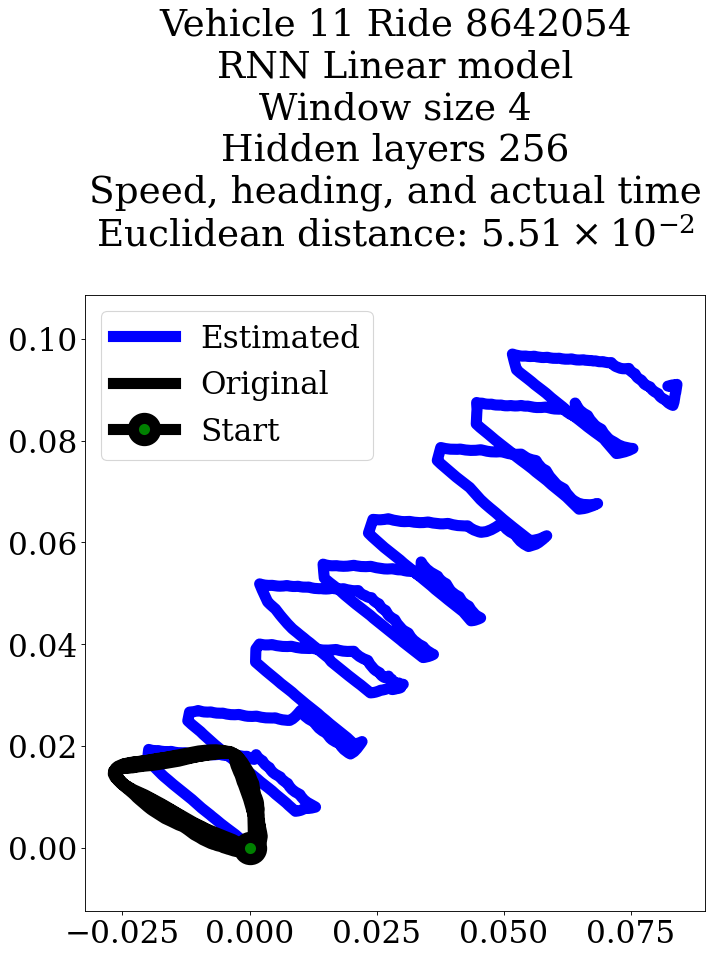 Vehicle 11 Ride 8642054
RNN Linear model
Window size 4
Hidden layers 256
Speed, heading, and actual time
Euclidean distance: 5.51 × 10⁻²
Estimated
Original
Start
0.10
0.08
0.06
0.04
0.02
0.00
−0.025 0.000 0.025 0.050 0.075